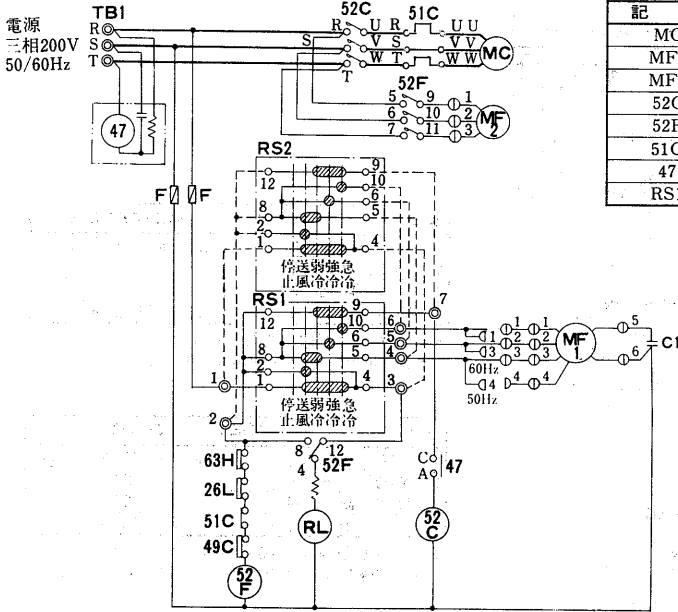 電源
三相200V
50/60Hz
TB1
R
S
T
47
52C
R U R
S V S
W T
T
51C
U U
V V
W W
MC
52F
5 9 1
6 10 2
7 11 3
MF
2
F F
RS2
12 9
10
6
8 5
2
1 4
停送弱強急
止風冷冷冷
RS1
12 9
10 6
6 5
8 5 4
2
1 1 4 3
停送弱強急
止風冷冷冷
2
7
1 1 1
2 2
3 3 3
60Hz
4 4 4
50Hz
MF
1
5
6
C1
63H
26L
51C
49C
52
F
8 12
4 52F
RL
C
A
47
52
C
記
MC
MF
MF
52C
52F
51C
47
RS1